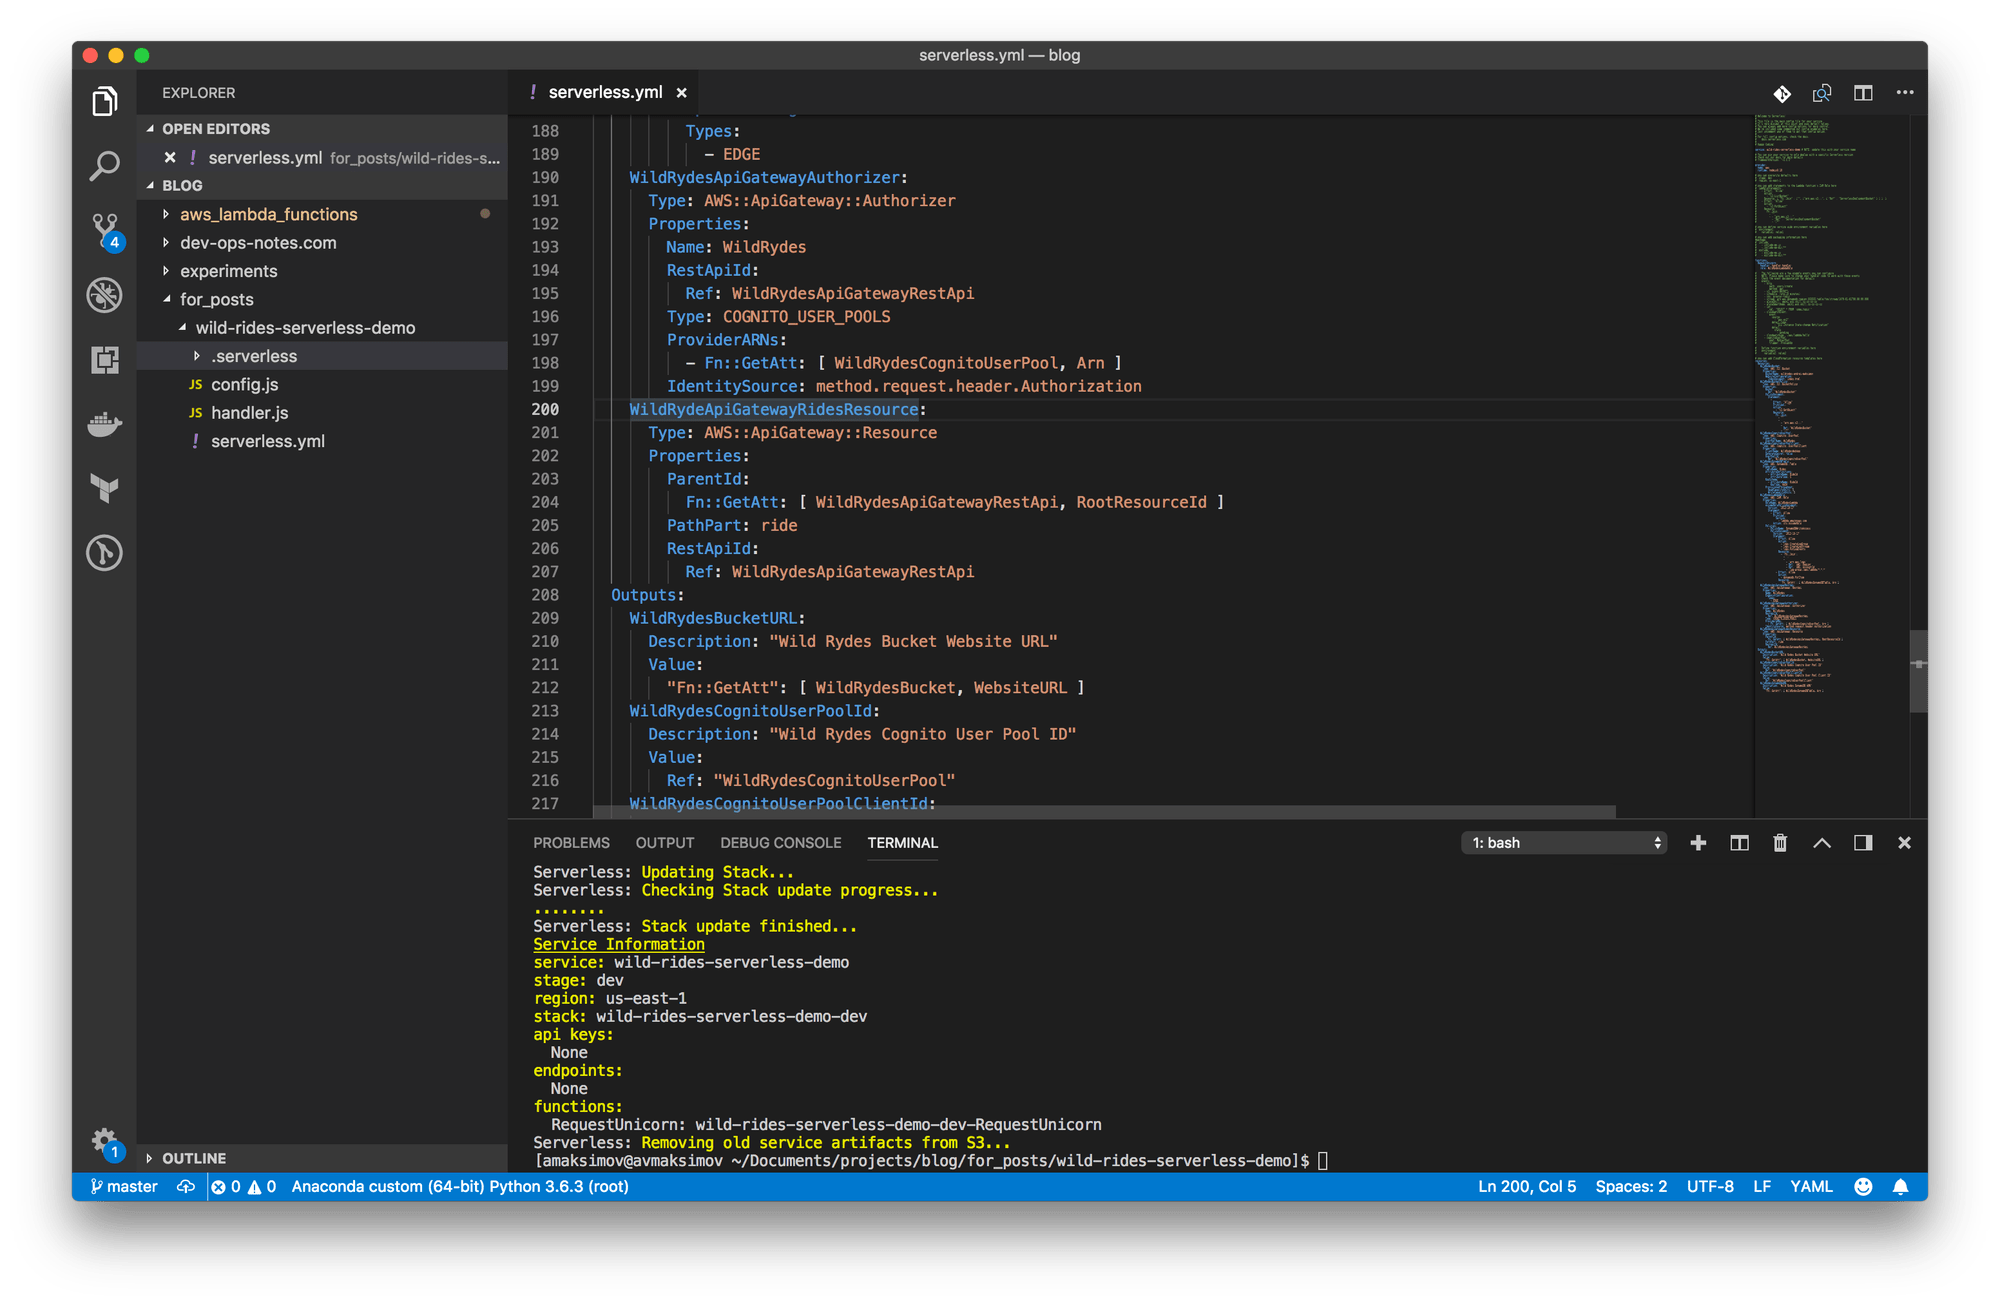 serverless.yml — blog
EXPLORER
OPEN EDITORS
serverless.yml for_posts/wild-rides-s...
BLOG
aws_lambda_functions
dev-ops-notes.com
experiments
for_posts
wild-rides-serverless-demo
.serverless
JS config.js
JS handler.js
! serverless.yml
4
1
OUTLINE
! serverless.yml
188 Types:
189 - EDGE
190 WildRydesApiGatewayAuthorizer:
191 Type: AWS::ApiGateway::Authorizer
192 Properties:
193 Name: WildRydes
194 RestApiId:
195 Ref: WildRydesApiGatewayRestApi
196 Type: COGNITO_USER_POOLS
197 ProviderARNs:
198 - Fn::GetAtt: [ WildRydesCognitoUserPool, Arn ]
199 IdentitySource: method.request.header.Authorization
200 WildRydeApiGatewayRidesResource:
201 Type: AWS::ApiGateway::Resource
202 Properties:
203 ParentId:
204 Fn::GetAtt: [ WildRydesApiGatewayRestApi, RootResourceId ]
205 PathPart: ride
206 RestApiId:
207 Ref: WildRydesApiGatewayRestApi
208 Outputs:
209 WildRydesBucketURL:
210 Description: "Wild Rydes Bucket Website URL"
211 Value:
212 "Fn::GetAtt": [ WildRydesBucket, WebsiteURL ]
213 WildRydesCognitoUserPoolId:
214 Description: "Wild Rydes Cognito User Pool ID"
215 Value:
216 Ref: "WildRydesCognitoUserPool"
217 WildRydesCognitoUserPoolClientId:
PROBLEMS OUTPUT DEBUG CONSOLE TERMINAL 1: bash
Serverless: Updating Stack...
Serverless: Checking Stack update progress...
........
Serverless: Stack update finished...
Service Information
service: wild-rides-serverless-demo
stage: dev
region: us-east-1
stack: wild-rides-serverless-demo-dev
api keys:
None
endpoints:
None
functions:
RequestUnicorn: wild-rides-serverless-demo-dev-RequestUnicorn
Serverless: Removing old service artifacts from S3...
[amaksimov@avmaksimov ~/Documents/projects/blog/for_posts/wild-rides-serverless-demo]$
master 0 0 Anaconda custom (64-bit) Python 3.6.3 (root) Ln 200, Col 5 Spaces: 2 UTF-8 LF YAML